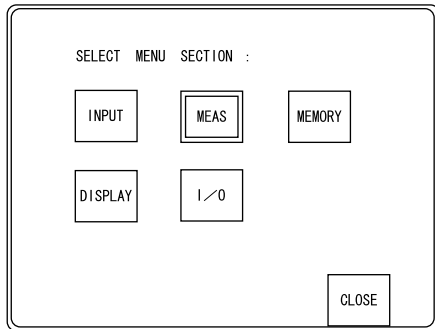 SELECT MENU SECTION :
INPUT MEAS MEMORY
DISPLAY I/O
CLOSE